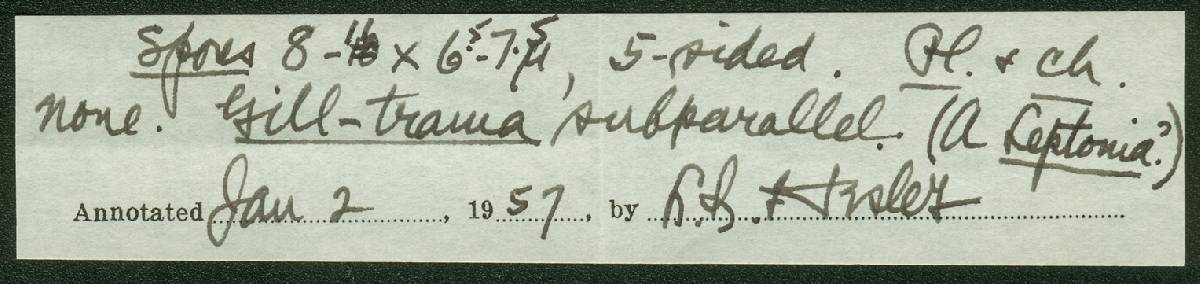 Spores 8-10 x 6.5-7.5µ, 5-sided. Pl. & ch.
none. Gill-trama subparallel. (A Leptonia?)
Annotated Jan 2, 1957, by L.R. Hesler